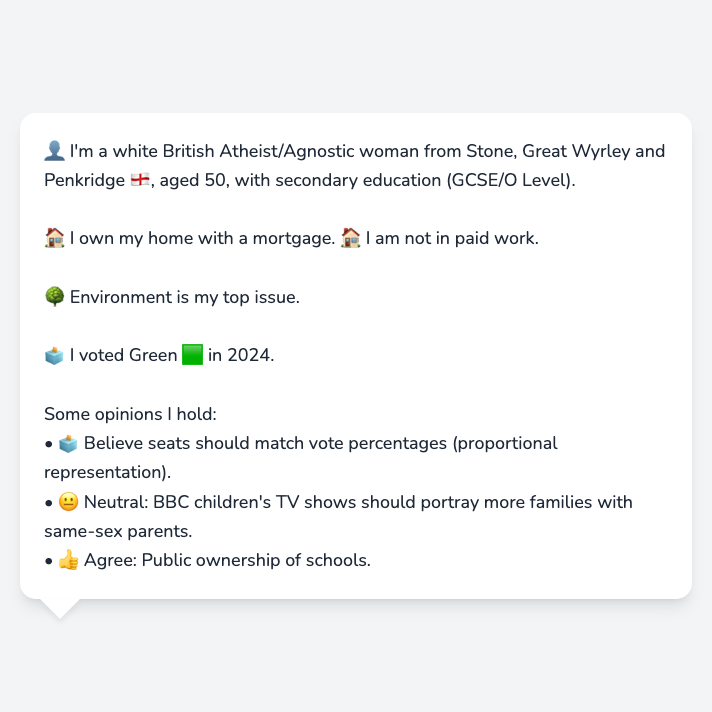 👤 I'm a white British Atheist/Agnostic woman from Stone, Great Wyrley and
Penkridge 🏴󠁧󠁢󠁥󠁮󠁧󠁿, aged 50, with secondary education (GCSE/O Level).
🏠 I own my home with a mortgage. 🏠 I am not in paid work.
🌳 Environment is my top issue.
🗳️ I voted Green 🟩 in 2024.
Some opinions I hold:
• 🗳️ Believe seats should match vote percentages (proportional
representation).
• 😐 Neutral: BBC children's TV shows should portray more families with
same-sex parents.
• 👍 Agree: Public ownership of schools.